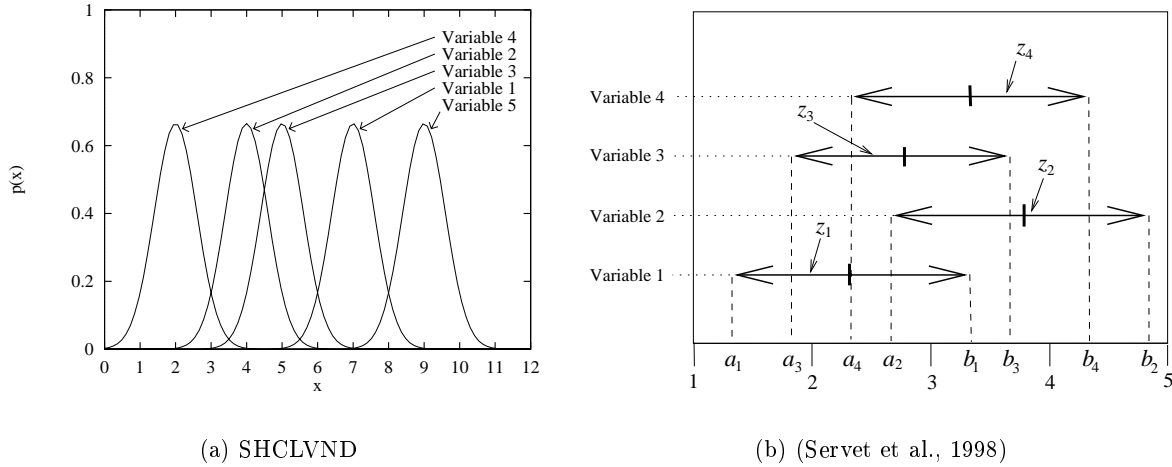 1
0.8
0.6
0.4
0.2
0
p(x)
Variable 4
Variable 2
Variable 3
Variable 1
Variable 5
0 1 2 3 4 5 6 7 8 9 10 11 12
x
(a) SHCLVND
Variable 4
Variable 3
Variable 2
Variable 1
z4
z3
z2
z1
a1 a3 a4 a2 b1 b3 b4 b2
1 2 3 4 5
(b) (Servet et al., 1998)